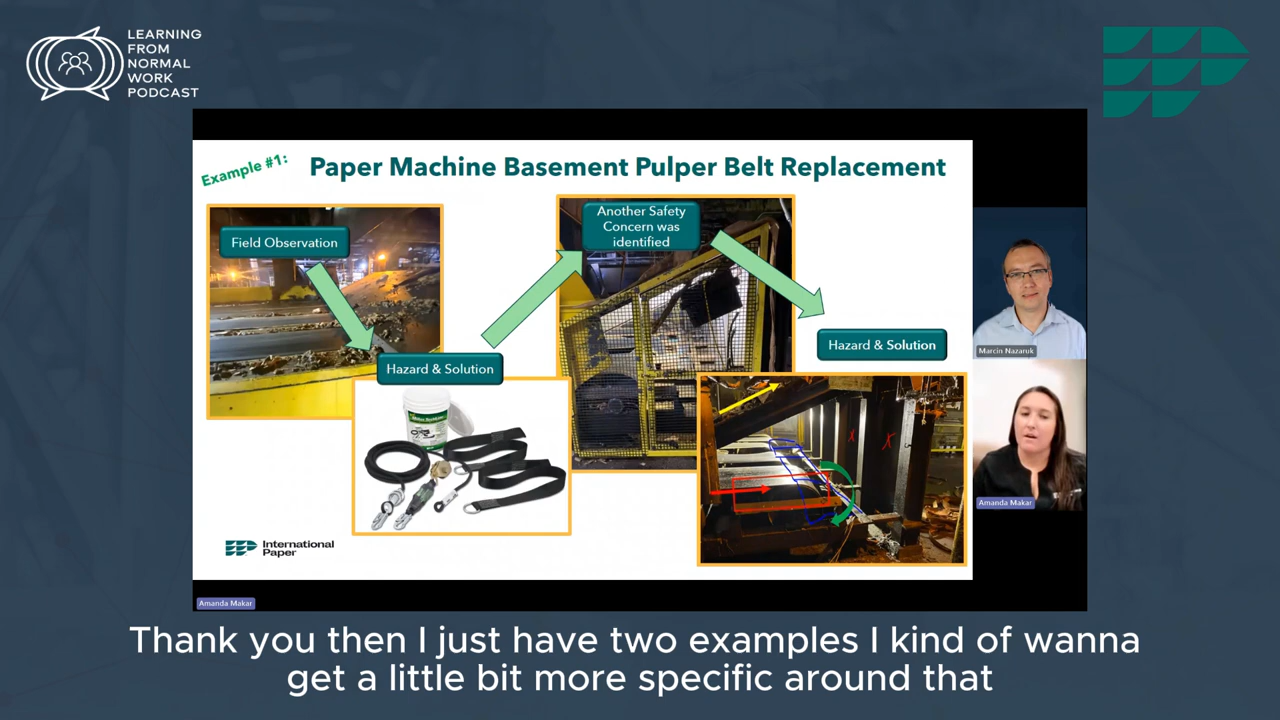 LEARNING
FROM
NORMAL
WORK
PODCAST
Example #1:
Paper Machine Basement Pulper Belt Replacement
Field Observation
Another Safety
Concern was
identified
Hazard & Solution
Hazard & Solution
International
Paper
Marcin Nazaruk
Amanda Makar
Amanda Makar
Thank you then I just have two examples I kind of wanna
get a little bit more specific around that